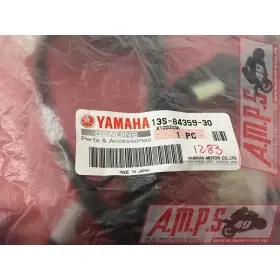 YAMAHA
13S-84359-30
GENUINE
Parts & Accessories
1 PC
1283
YAMAHA MOTOR CO., LTD.
MADE IN JAPAN
A.M.P.S